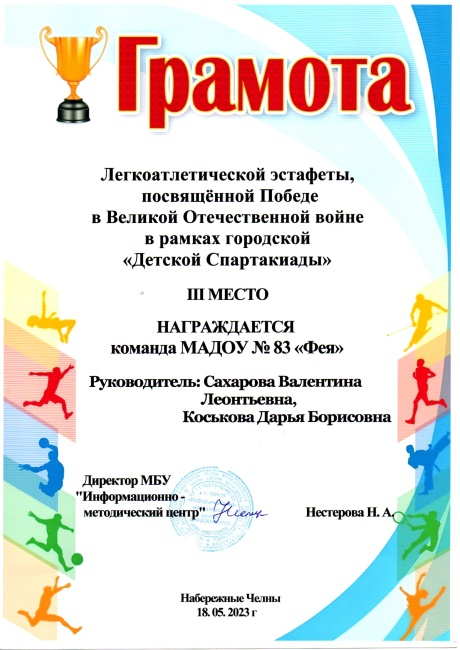 Грамота
Легкоатлетической эстафеты,
посвящённой Победе
в Великой Отечественной войне
в рамках городской
«Детской Спартакиады»
III МЕСТО
НАГРАЖДАЕТСЯ
команда МАДОУ № 83 «Фея»
Руководитель: Сахарова Валентина
Леонтьевна,
Коськова Дарья Борисовна
Директор МБУ
"Информационно -
методический центр"
Нестерова Н. А.
Набережные Челны
18. 05. 2023 г